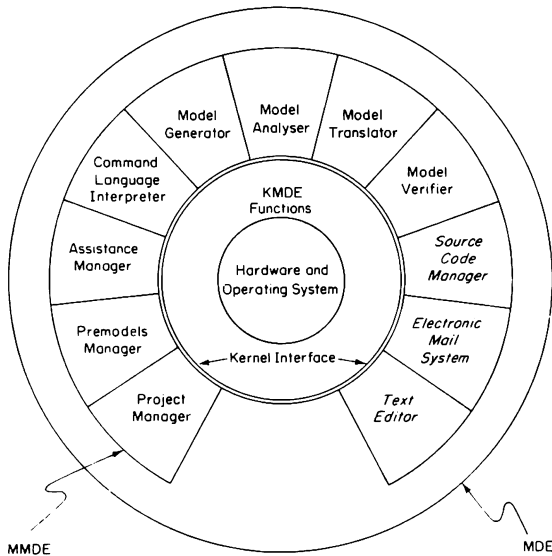 Model
Generator
Model
Analyser
Model
Translator
Command
Language
Interpreter
Model
Verifier
KMDE
Functions
Assistance
Manager
Source
Code
Manager
Hardware and
Operating System
Premodels
Manager
Electronic
Mail
System
Kernel Interface
Project
Manager
Text
Editor
MMDE
MDE